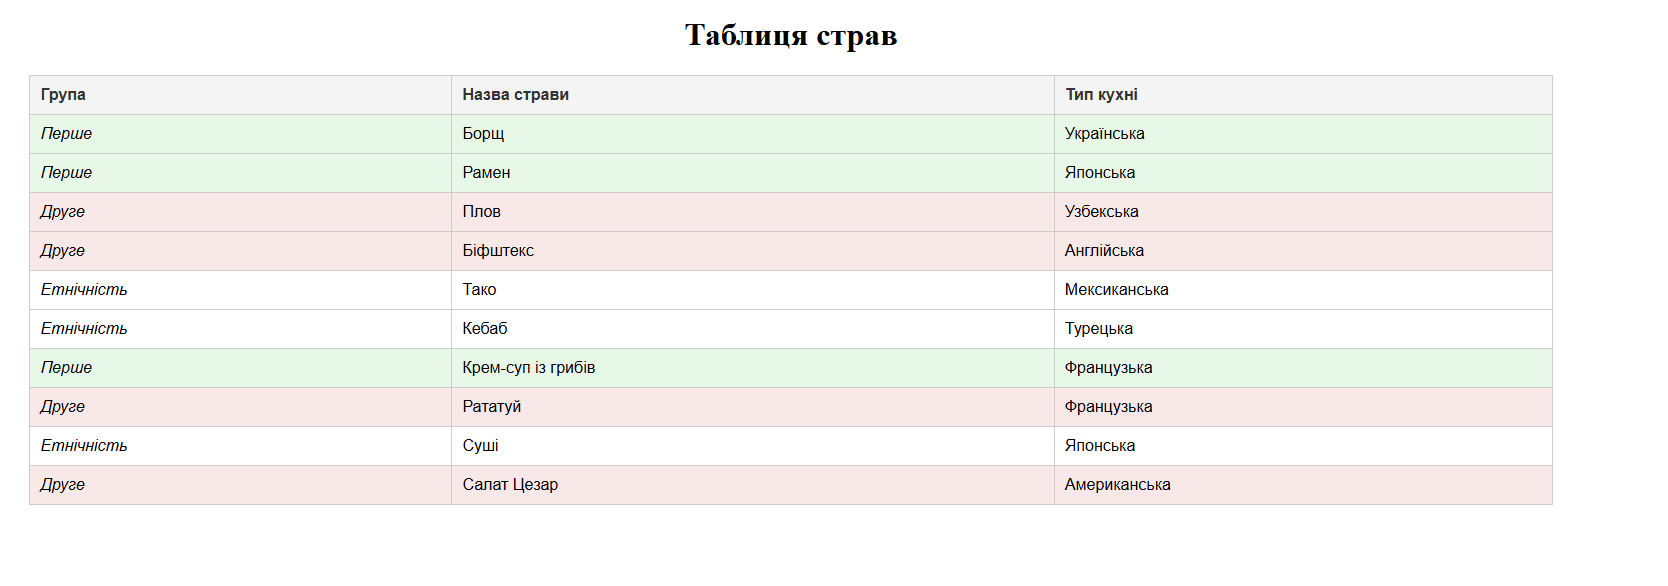 Таблиця страв
Група Назва страви Тип кухні
Перше Борщ Українська
Перше Рамен Японська
Друге Плов Узбекська
Друге Біфштекс Англійська
Етнічність Тако Мексиканська
Етнічність Кебаб Турецька
Перше Крем-суп із грибів Французька
Друге Рататуй Французька
Етнічність Суші Японська
Друге Салат Цезар Американська